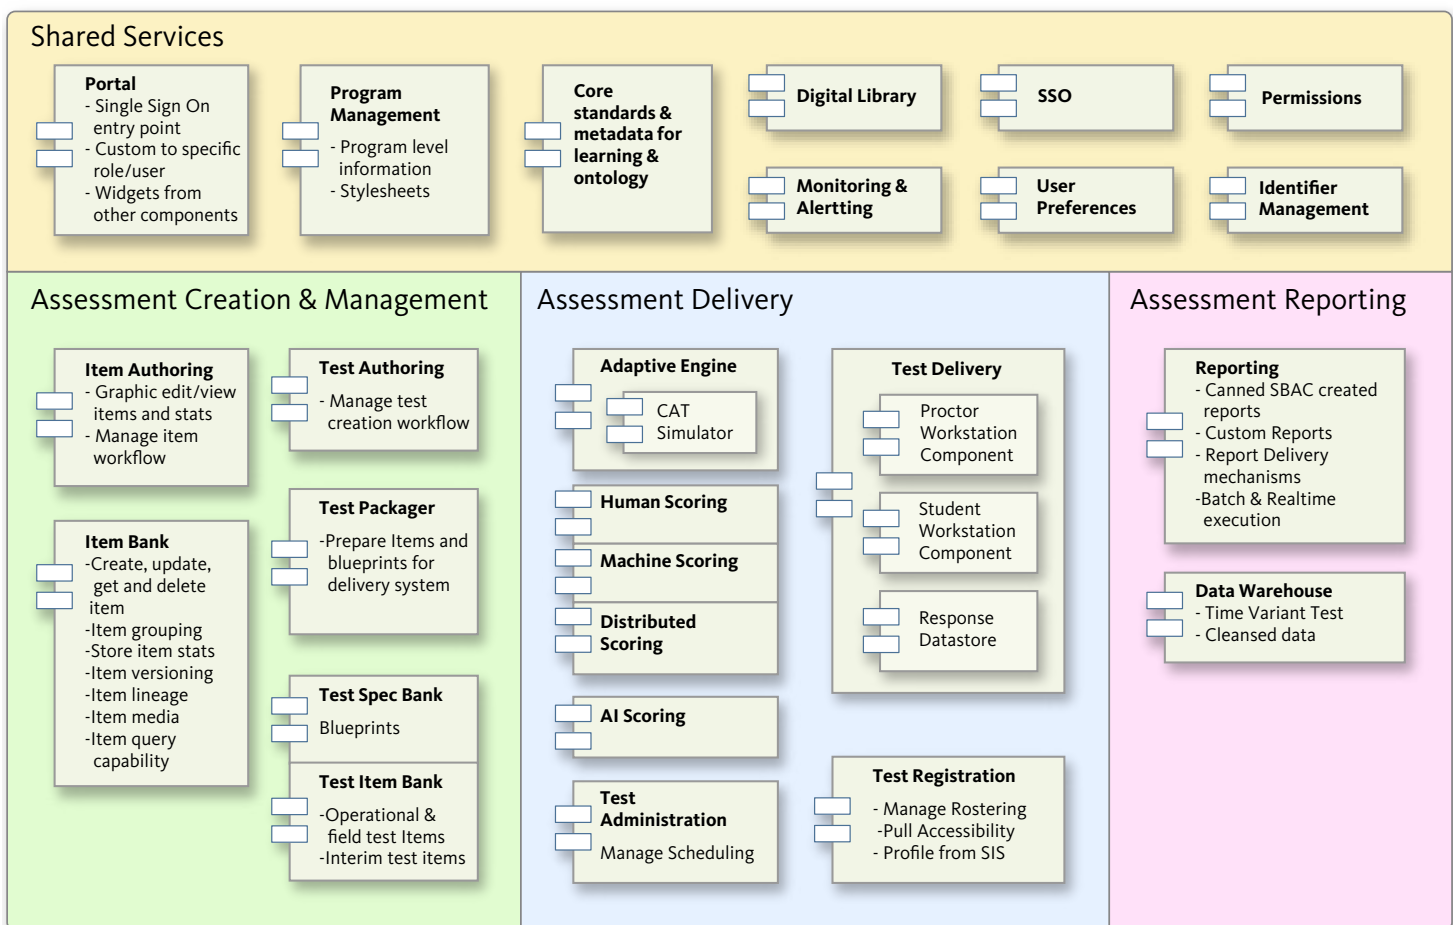 Shared Services
Portal
- Single Sign On
entry point
- Custom to specific
role/user
- Widgets from
other components
Program
Management
- Program level
information
- Stylesheets
Core
standards &
metadata for
learning &
ontology
Digital Library
SSO
Permissions
Monitoring &
Alertting
User
Preferences
Identifier
Management
Assessment Creation & Management
Item Authoring
- Graphic edit/view
items and stats
- Manage item
workflow
Test Authoring
- Manage test
creation workflow
Item Bank
-Create, update,
get and delete
item
-Item grouping
-Store item stats
-Item versioning
-Item lineage
-Item media
-Item query
capability
Test Packager
-Prepare Items and
blueprints for
delivery system
Test Spec Bank
Blueprints
Test Item Bank
-Operational &
field test Items
-Interim test items
Assessment Delivery
Adaptive Engine
CAT
Simulator
Human Scoring
Machine Scoring
Distributed
Scoring
AI Scoring
Test
Administration
Manage Scheduling
Test Delivery
Proctor
Workstation
Component
Student
Workstation
Component
Response
Datastore
Test Registration
- Manage Rostering
-Pull Accessibility
- Profile from SIS
Assessment Reporting
Reporting
- Canned SBAC created
reports
- Custom Reports
- Report Delivery
mechanisms
-Batch & Realtime
execution
Data Warehouse
- Time Variant Test
- Cleansed data